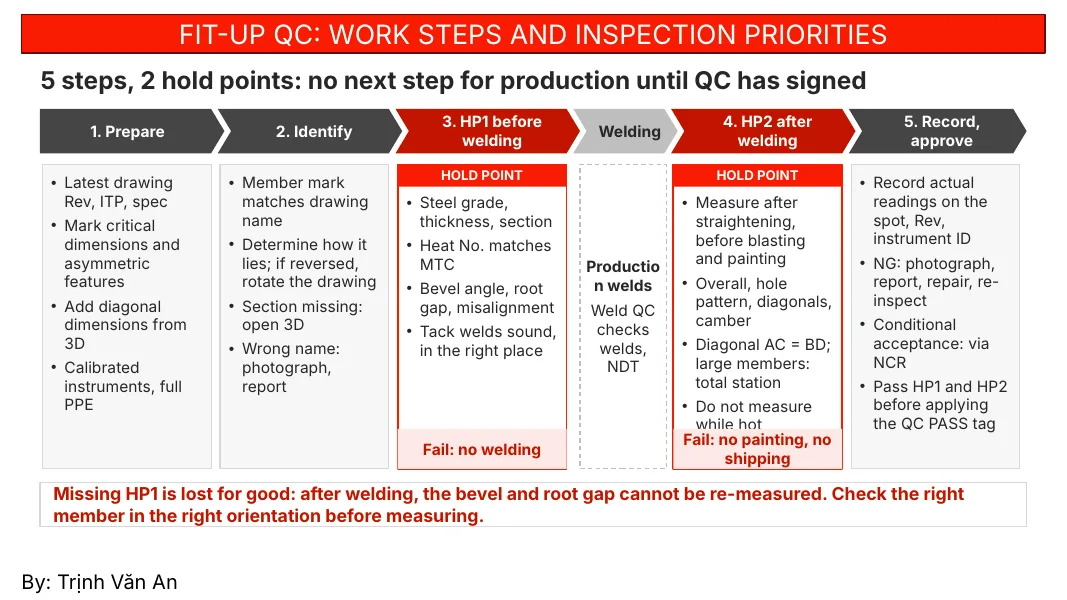 FIT-UP QC: WORK STEPS AND INSPECTION PRIORITIES
5 steps, 2 hold points: no next step for production until QC has signed
1. Prepare
• Latest drawing
Rev, ITP, spec
• Mark critical
dimensions and
asymmetric
features
• Add diagonal
dimensions from
3D
• Calibrated
instruments, full
PPE
2. Identify
• Member mark
matches drawing
name
• Determine how it
lies; if reversed,
rotate the drawing
• Section missing:
open 3D
• Wrong name:
photograph,
report
3. HP1 before
welding
HOLD POINT
• Steel grade,
thickness, section
• Heat No. matches
MTC
• Bevel angle, root
gap, misalignment
• Tack welds sound,
in the right place
Fail: no welding
Welding
Productio
n welds
Weld QC
checks
welds,
NDT
4. HP2 after
welding
HOLD POINT
• Measure after
straightening,
before blasting
and painting
• Overall, hole
pattern, diagonals,
camber
• Diagonal AC = BD;
large members:
total station
• Do not measure
while hot
Fail: no painting, no
shipping
5. Record,
approve
• Record actual
readings on the
spot, Rev,
instrument ID
• NG: photograph,
report, repair, re-
inspect
• Conditional
acceptance: via
NCR
• Pass HP1 and HP2
before applying
the QC PASS tag
Missing HP1 is lost for good: after welding, the bevel and root gap cannot be re-measured. Check the right
member in the right orientation before measuring.
By: Trịnh Văn An